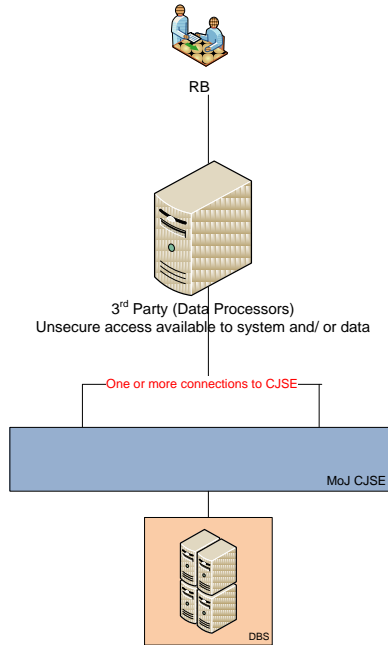 RB
3rd Party (Data Processors)
Unsecure access available to system and/ or data
One or more connections to CJSE
MoJ CJSE
DBS